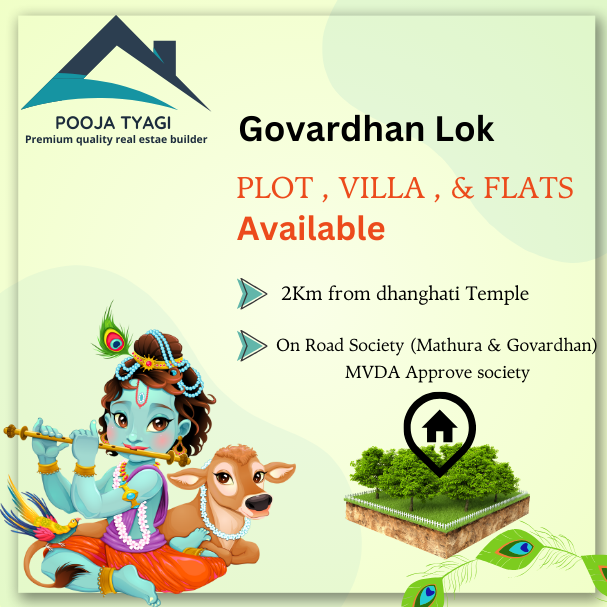 POOJA TYAGI
Premium quality real estae builder
Govardhan Lok
PLOT , VILLA , & FLATS
Available
2Km from dhanghati Temple
On Road Society (Mathura & Govardhan)
MVDA Approve society